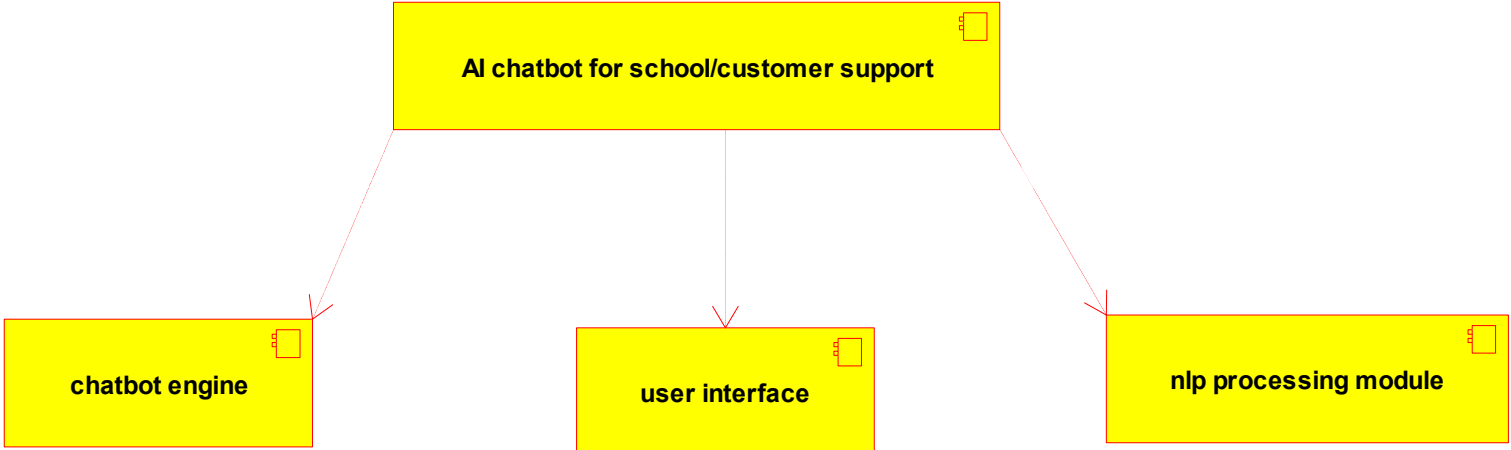 AI chatbot for school/customer support
chatbot engine
user interface
nlp processing module